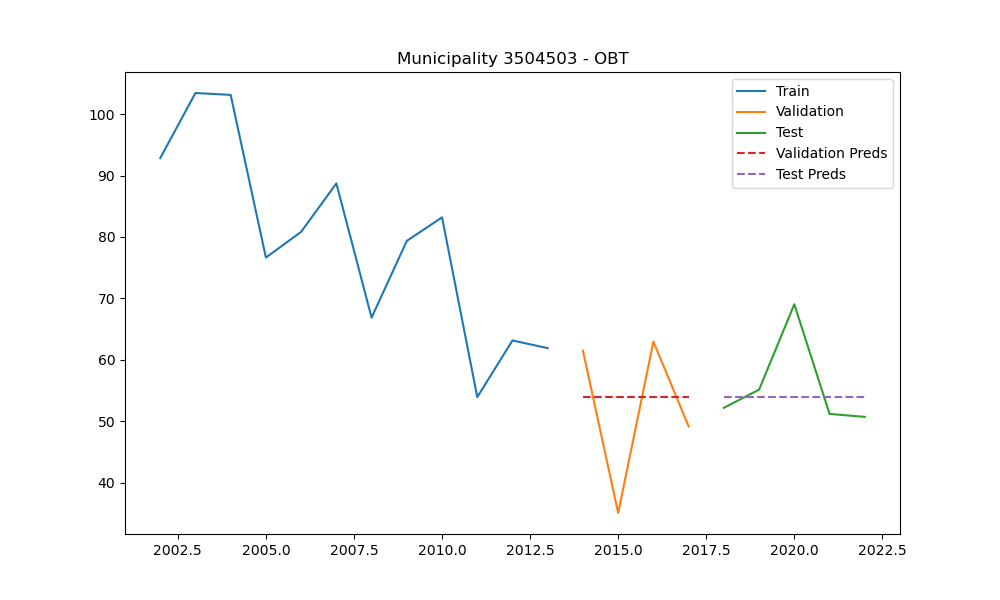 Municipality 3504503 - OBT
Train
Validation
Test
Validation Preds
Test Preds
100
90
80
70
60
50
40
2002.5 2005.0 2007.5 2010.0 2012.5 2015.0 2017.5 2020.0 2022.5